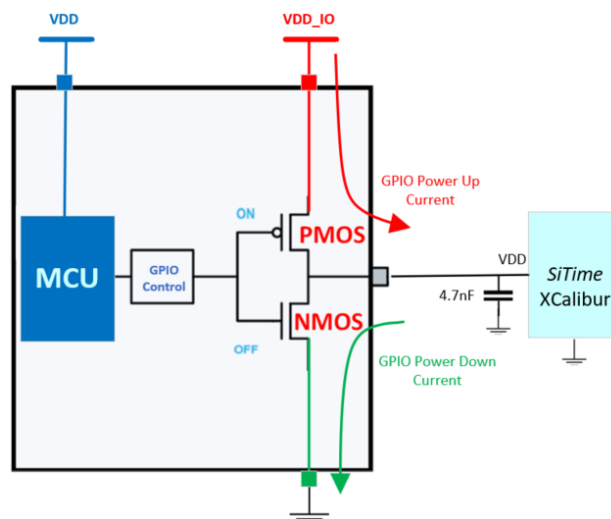 VDD
VDD_IO
GPIO Power Up
Current
ON
PMOS
MCU
GPIO
Control
VDD
SiTime
XCalibur
4.7nF
NMOS
OFF
GPIO Power Down
Current